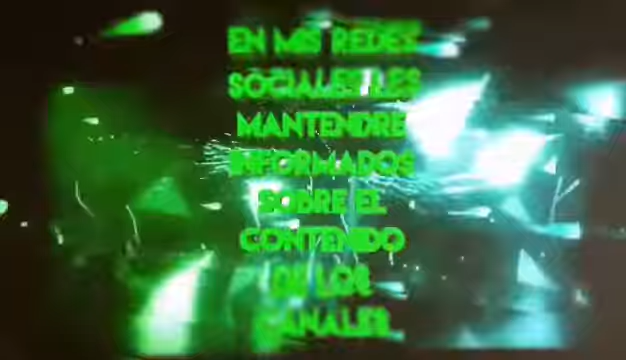 EN MIS REDES
SOCIALES LES
MANTENDRE
INFORMADOS
SOBRE EL
CONTENIDO
DE LOS
CANALES